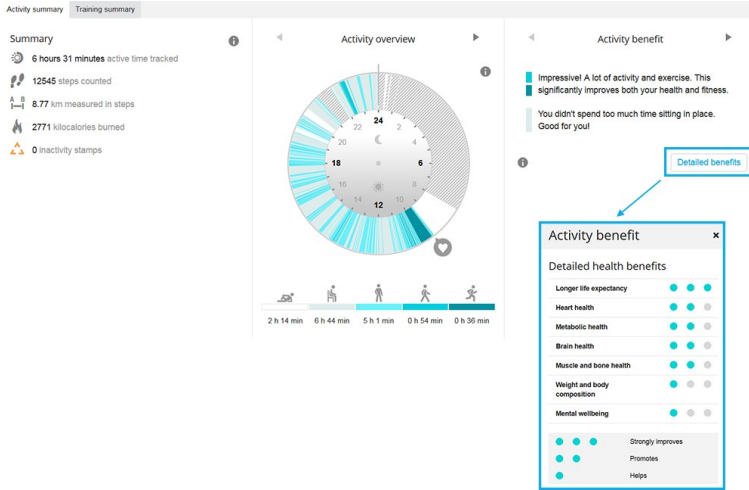 Activity summary
Training summary
Summary
6 hours 31 minutes active time tracked
12545 steps counted
A B
8.77 km measured in steps
2771 kilocalories burned
0 inactivity stamps
Activity overview
24
22
2
20
4
18
6
16
8
14
10
12
2 h 14 min
6 h 44 min
5 h 1 min
0 h 54 min
0 h 36 min
Activity benefit
Impressive! A lot of activity and exercise. This
significantly improves both your health and fitness.
You didn't spend too much time sitting in place.
Good for you!
Detailed benefits
Activity benefit
×
Detailed health benefits
Longer life expectancy
Heart health
Metabolic health
Brain health
Muscle and bone health
Weight and body
composition
Mental wellbeing
Strongly improves
Promotes
Helps